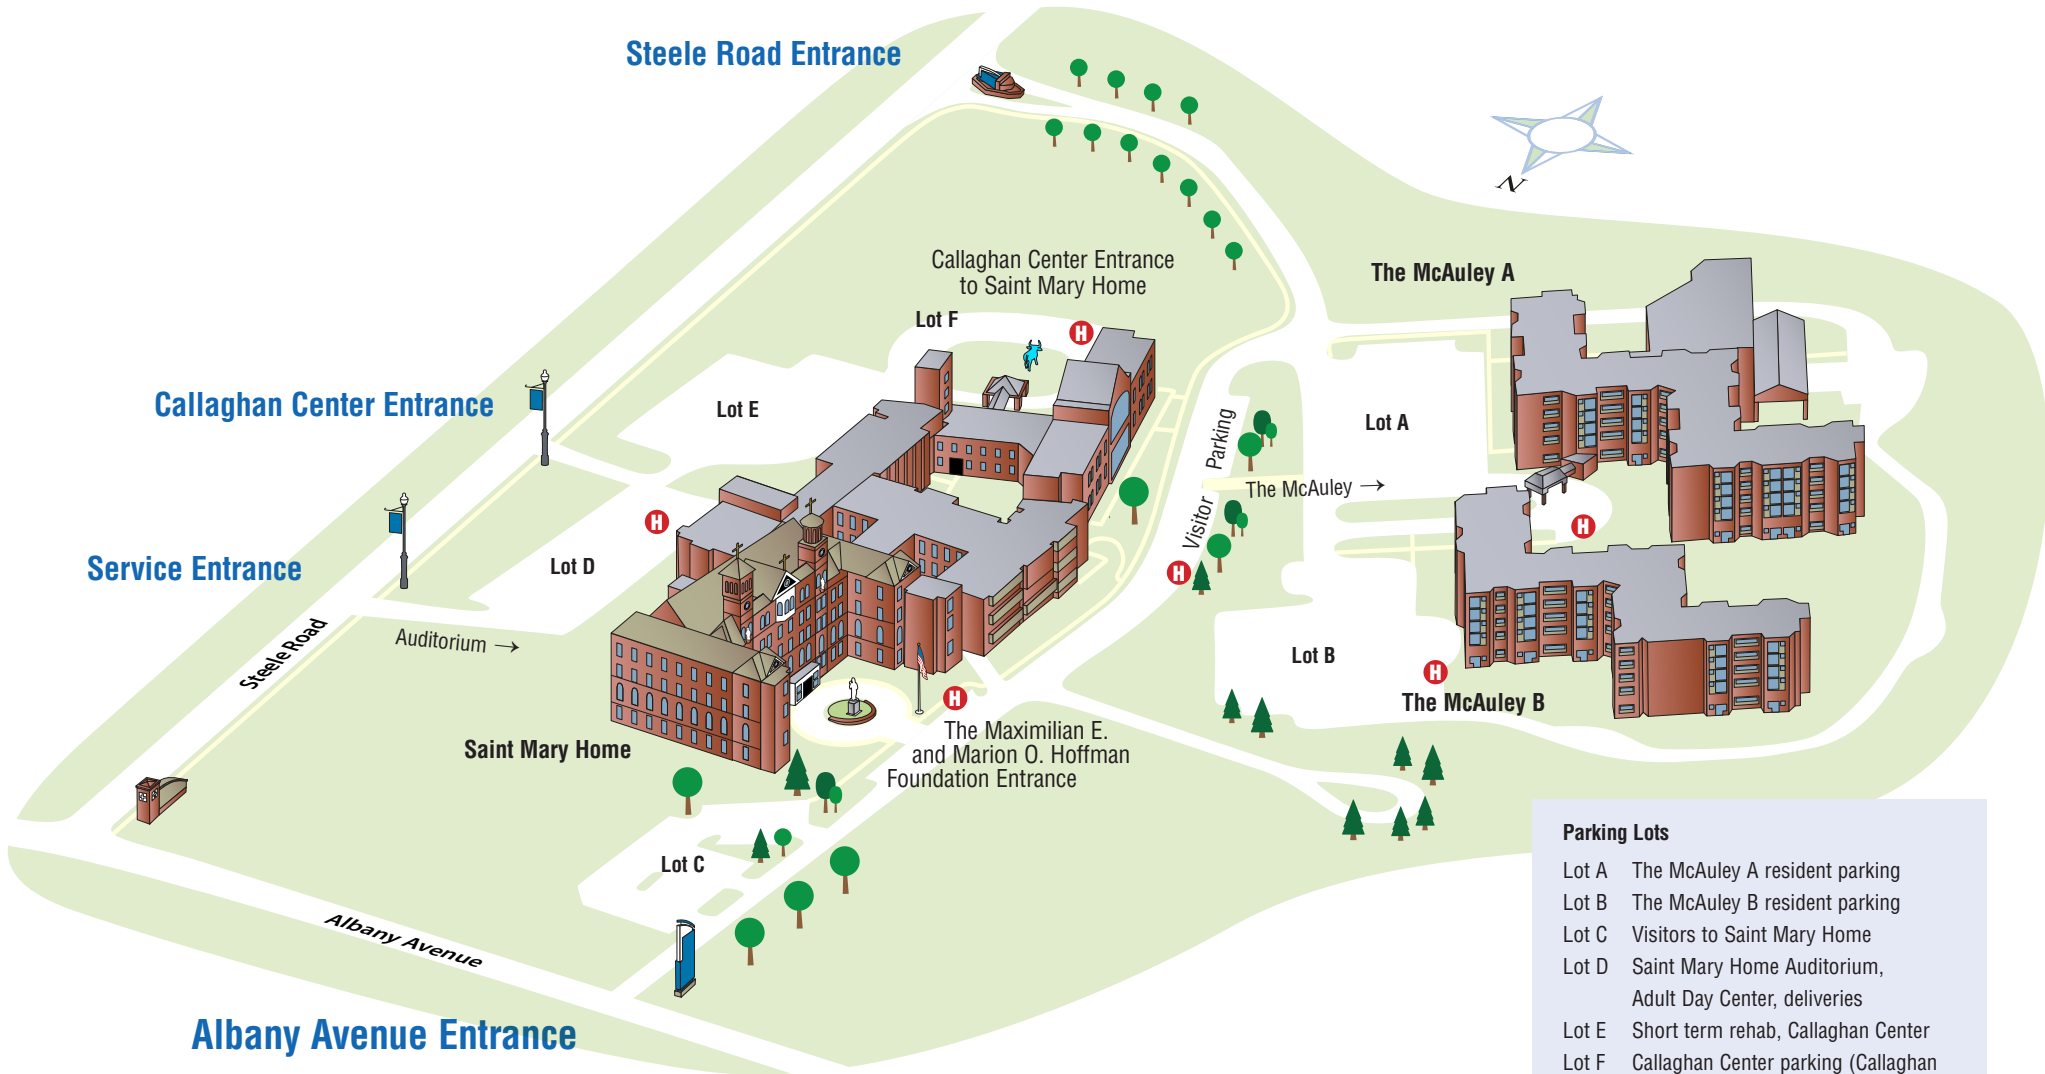 Steele Road Entrance
N
Callaghan Center Entrance
to Saint Mary Home
The McAuley A
Lot F
H
Callaghan Center Entrance
Lot E
Lot A
Visitor Parking
The McAuley →
H
H
Service Entrance
Lot D
H
Auditorium →
Steele Road
Lot B
H
The McAuley B
H
Saint Mary Home
The Maximilian E.
and Marion O. Hoffman
Foundation Entrance
Lot C
Albany Avenue
Albany Avenue Entrance
Parking Lots
Lot A The McAuley A resident parking
Lot B The McAuley B resident parking
Lot C Visitors to Saint Mary Home
Lot D Saint Mary Home Auditorium,
Adult Day Center, deliveries
Lot E Short term rehab, Callaghan Center
Lot F Callaghan Center parking (Callaghan